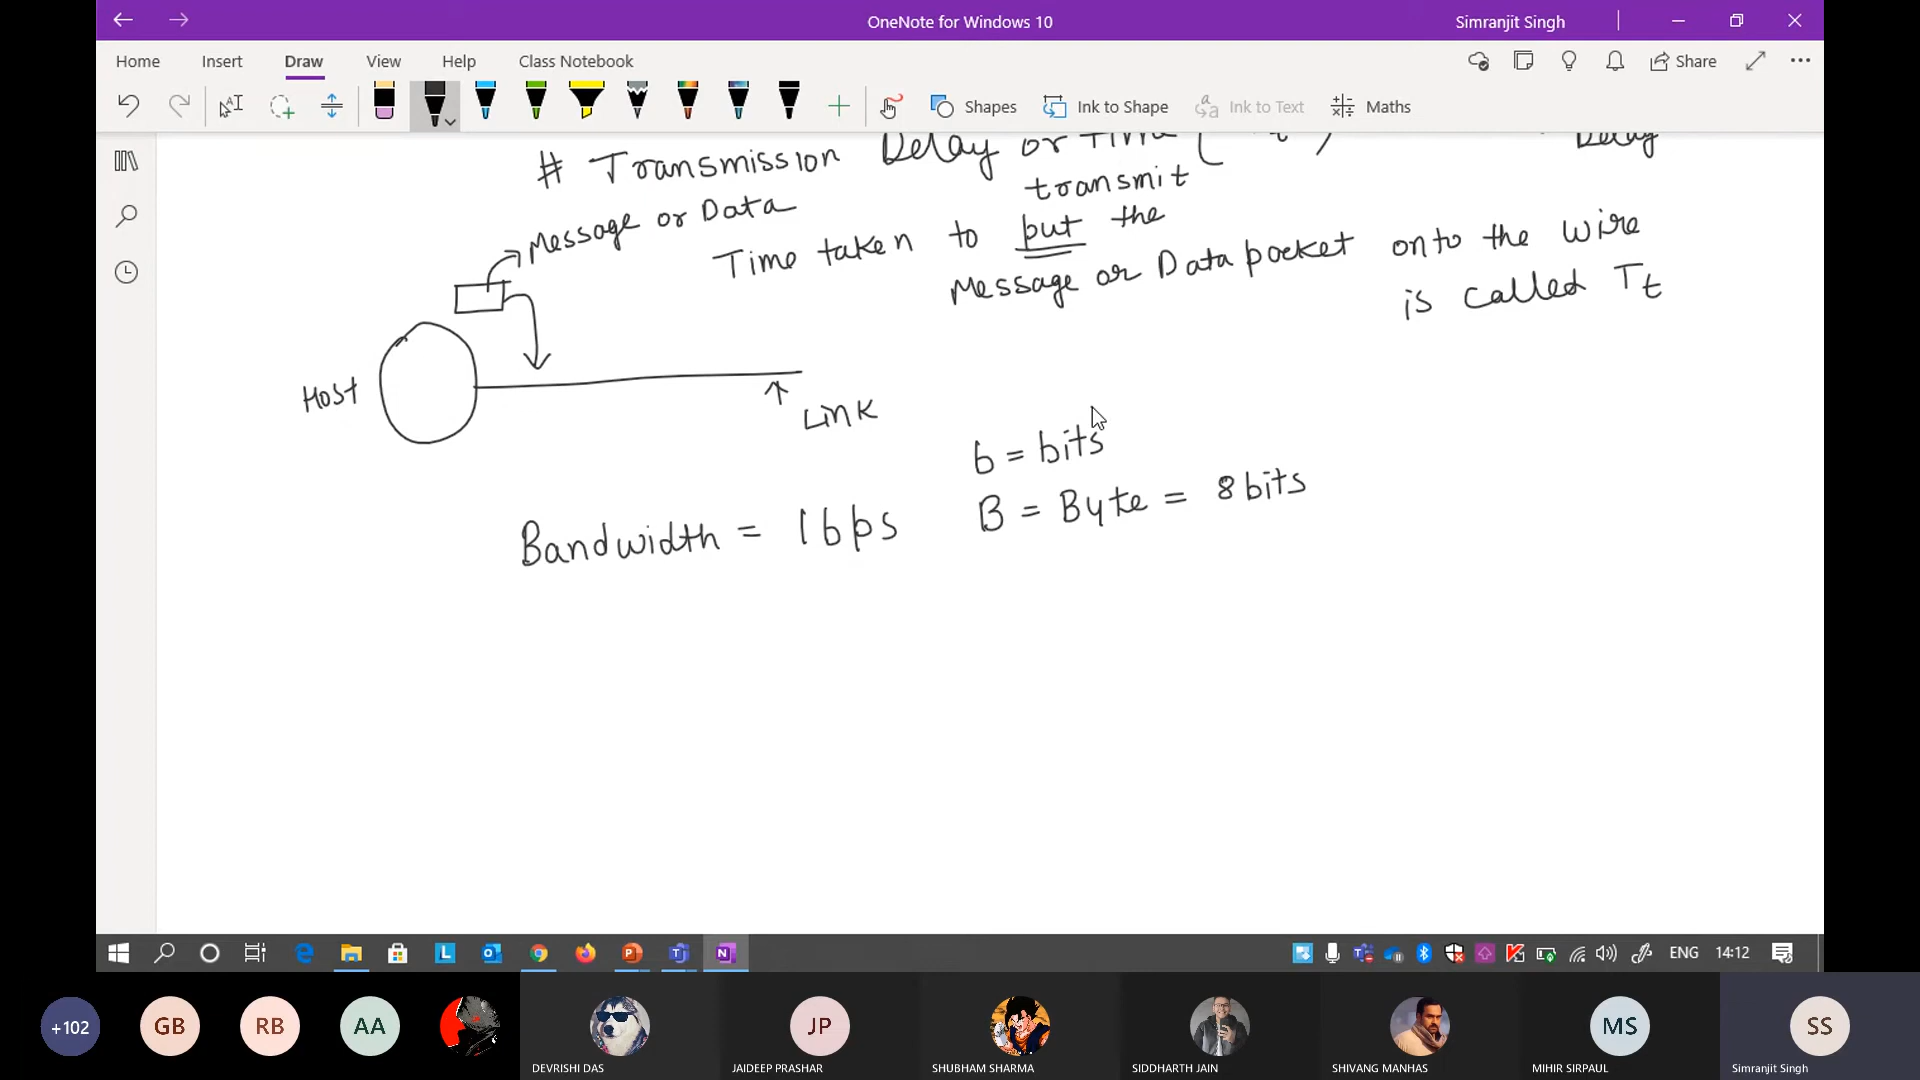 OneNote for Windows 10
Simranjit Singh
Home Insert Draw View Help Class Notebook
Share
Shapes Ink to Shape Ink to Text Maths
# Transmission Delay or Time (
Delay
transmit
Message or Data
Time taken to put the
Message or Data pocket onto the wire
is called Tt
Host
Link
b = bits
B = Byte = 8 bits
Bandwidth = 1 bps
ENG 14:12
+102 GB RB AA JP MS SS
DEVRISHI DAS JAIDEEP PRASHAR SHUBHAM SHARMA SIDDHARTH JAIN SHIVANG MANHAS MIHIR SIRPAUL Simranjit Singh